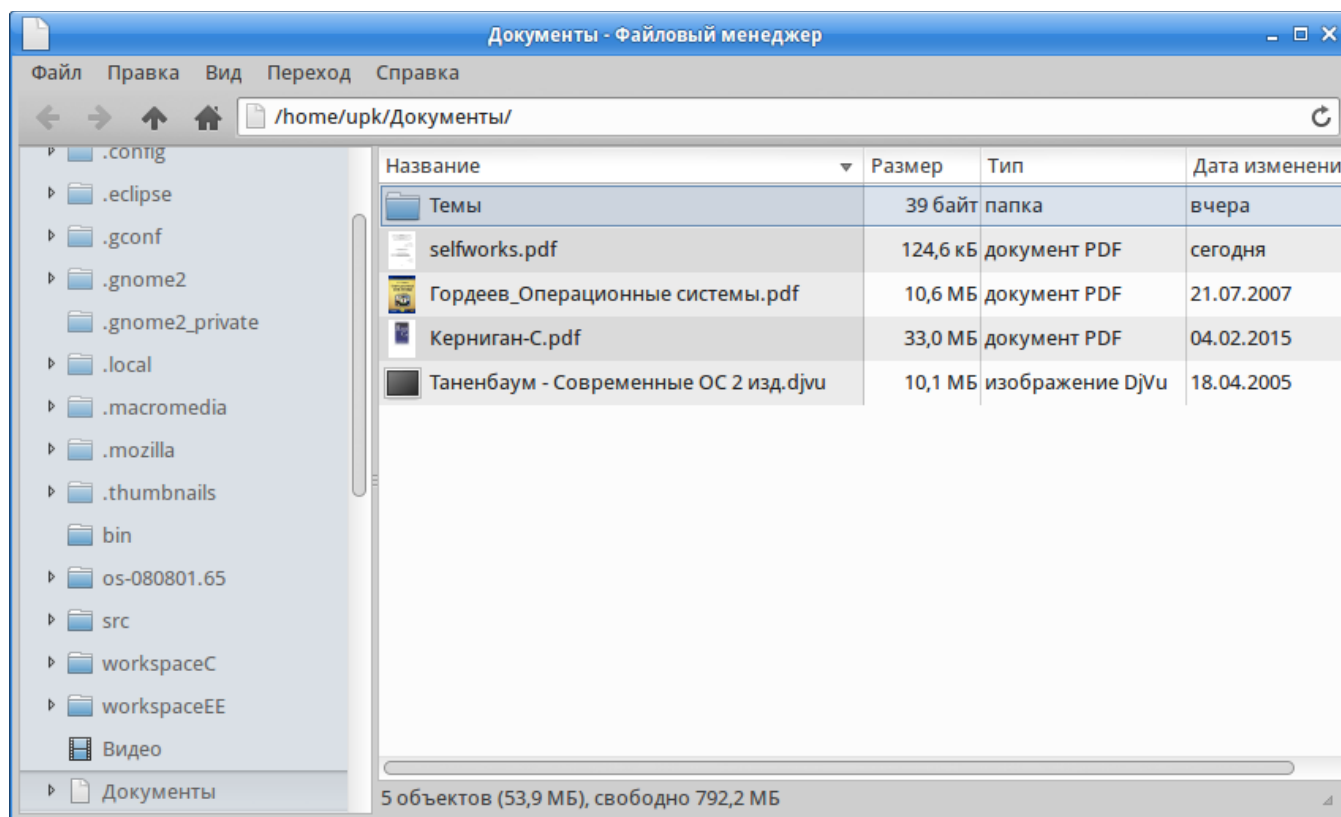 Документы - Файловый менеджер
Файл Правка Вид Переход Справка
/home/upk/Документы/
.config
.eclipse
.gconf
.gnome2
.gnome2_private
.local
.macromedia
.mozilla
.thumbnails
bin
os-080801.65
src
workspaceC
workspaceEE
Видео
Документы
Название Размер Тип Дата изменени
Темы 39 байт папка вчера
selfworks.pdf 124,6 кБ документ PDF сегодня
Гордеев_Операционные системы.pdf 10,6 МБ документ PDF 21.07.2007
Керниган-С.pdf 33,0 МБ документ PDF 04.02.2015
Таненбаум - Современные ОС 2 изд.djvu 10,1 МБ изображение DjVu 18.04.2005
5 объектов (53,9 МБ), свободно 792,2 МБ